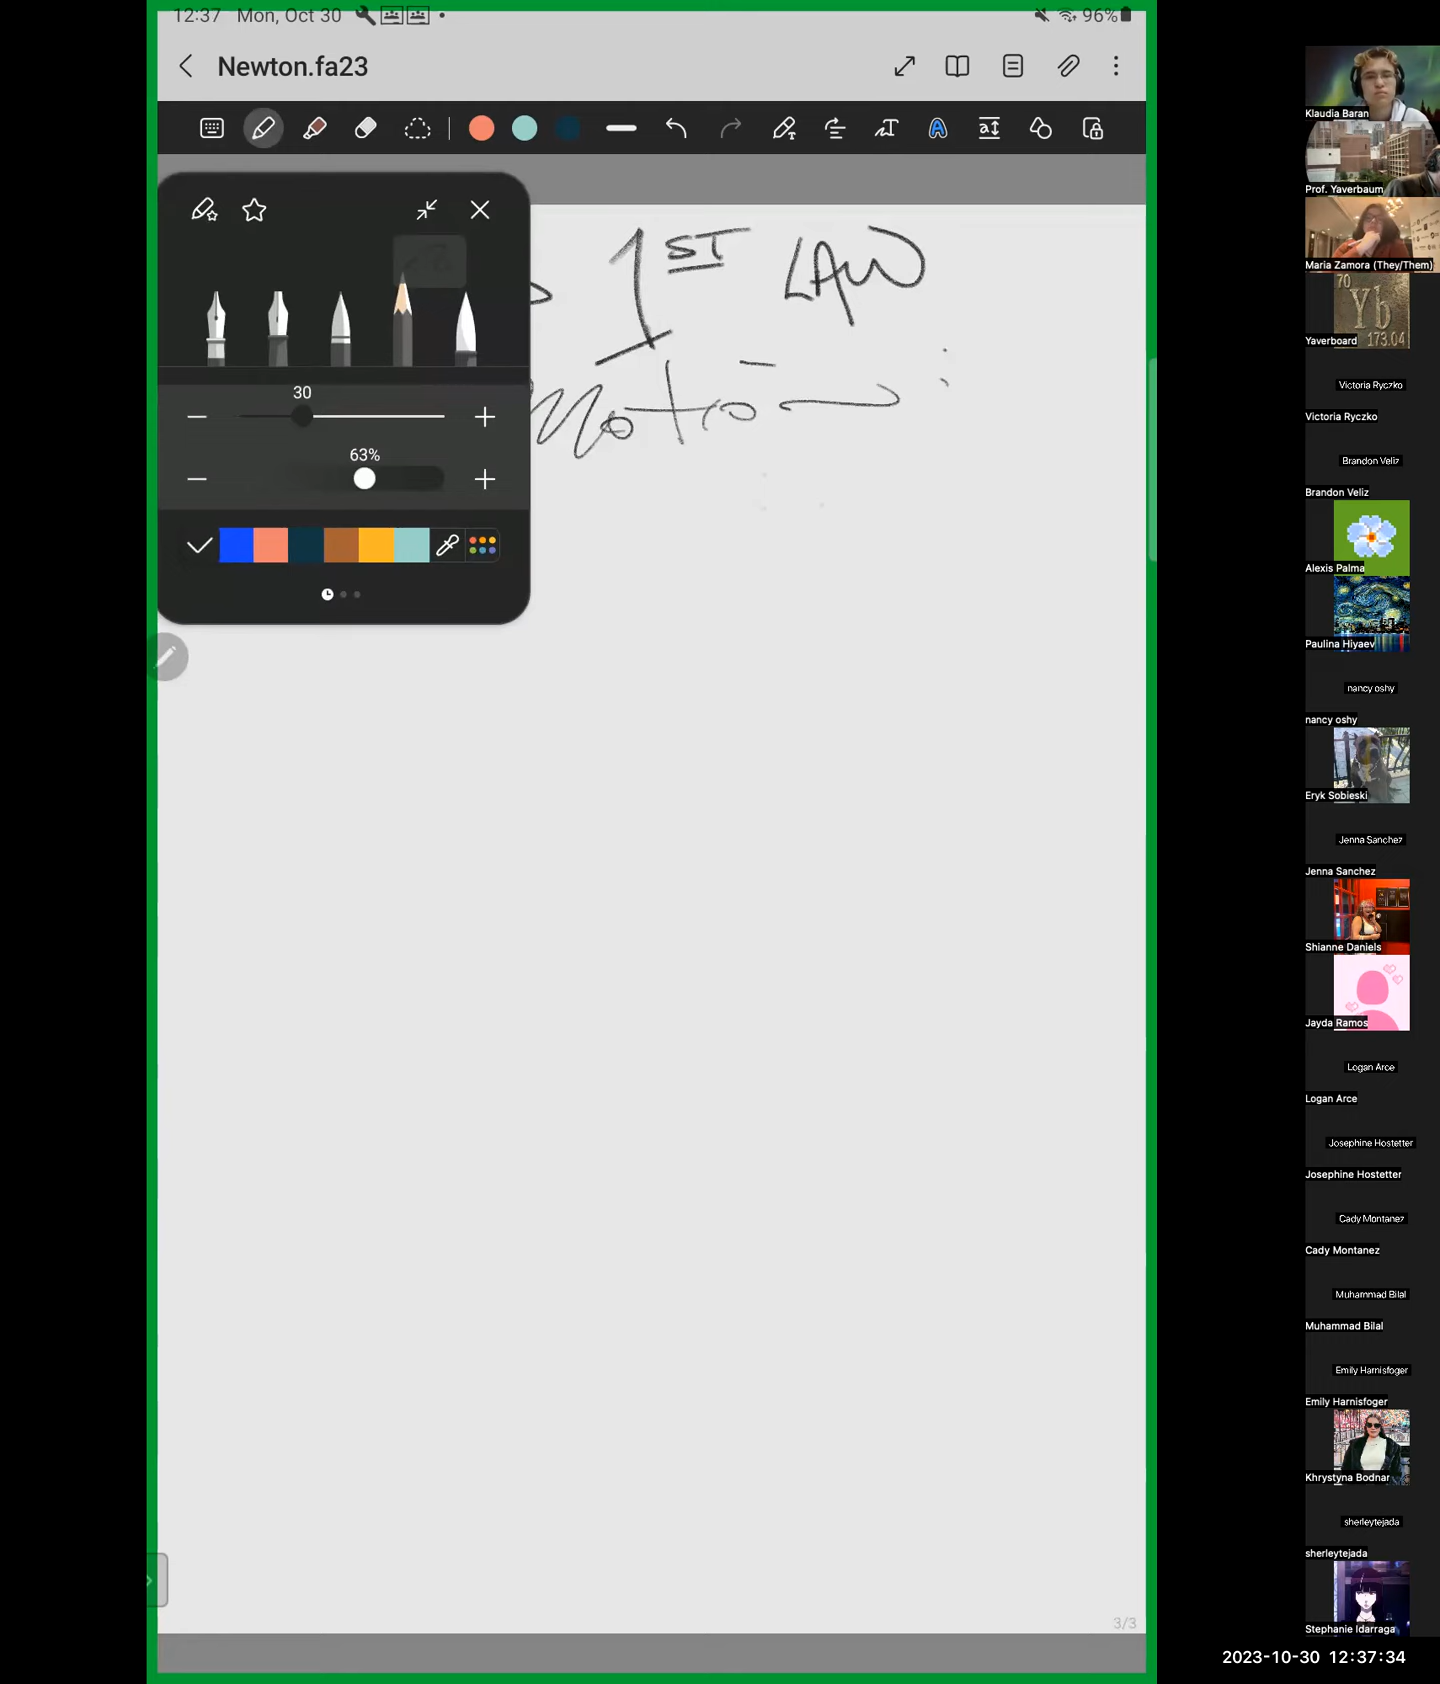 12:37 Mon, Oct 30
96%
Newton.fa23
30
63%
1ST LAW
Motion :
3/3
Klaudia Baran
Prof. Yaverbaum
Maria Zamora (They/Them)
70
Yb
173.04
Yaverboard
Victoria Ryczko
Victoria Ryczko
Brandon Veliz
Brandon Veliz
Alexis Palma
Paulina Hiyaev
nancy oshy
nancy oshy
Eryk Sobieski
Jenna Sanchez
Jenna Sanchez
Shianne Daniels
Jayda Ramos
Logan Arce
Logan Arce
Josephine Hostetter
Josephine Hostetter
Cady Montanez
Cady Montanez
Muhammad Bilal
Muhammad Bilal
Emily Harnisfoger
Emily Harnisfoger
Khrystyna Bodnar
sherleytejada
sherleytejada
Stephanie Idarraga
2023-10-30 12:37:34